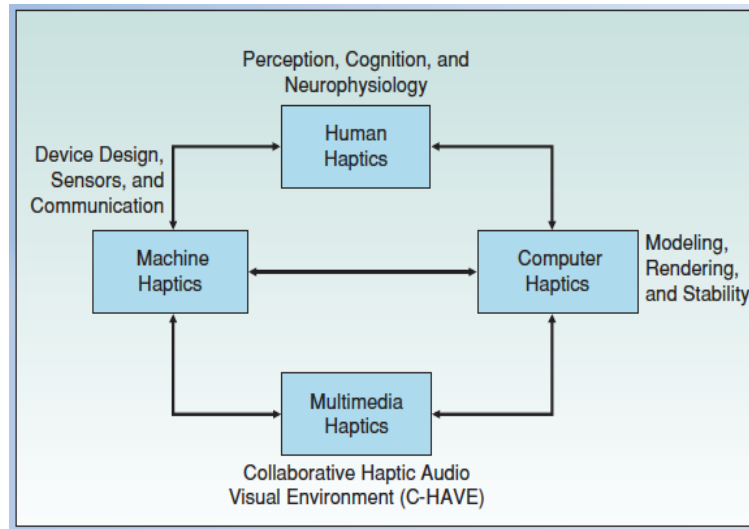 Perception, Cognition, and
Neurophysiology
Human
Haptics
Device Design,
Sensors, and
Communication
Machine
Haptics
Computer
Haptics
Modeling,
Rendering,
and Stability
Multimedia
Haptics
Collaborative Haptic Audio
Visual Environment (C-HAVE)